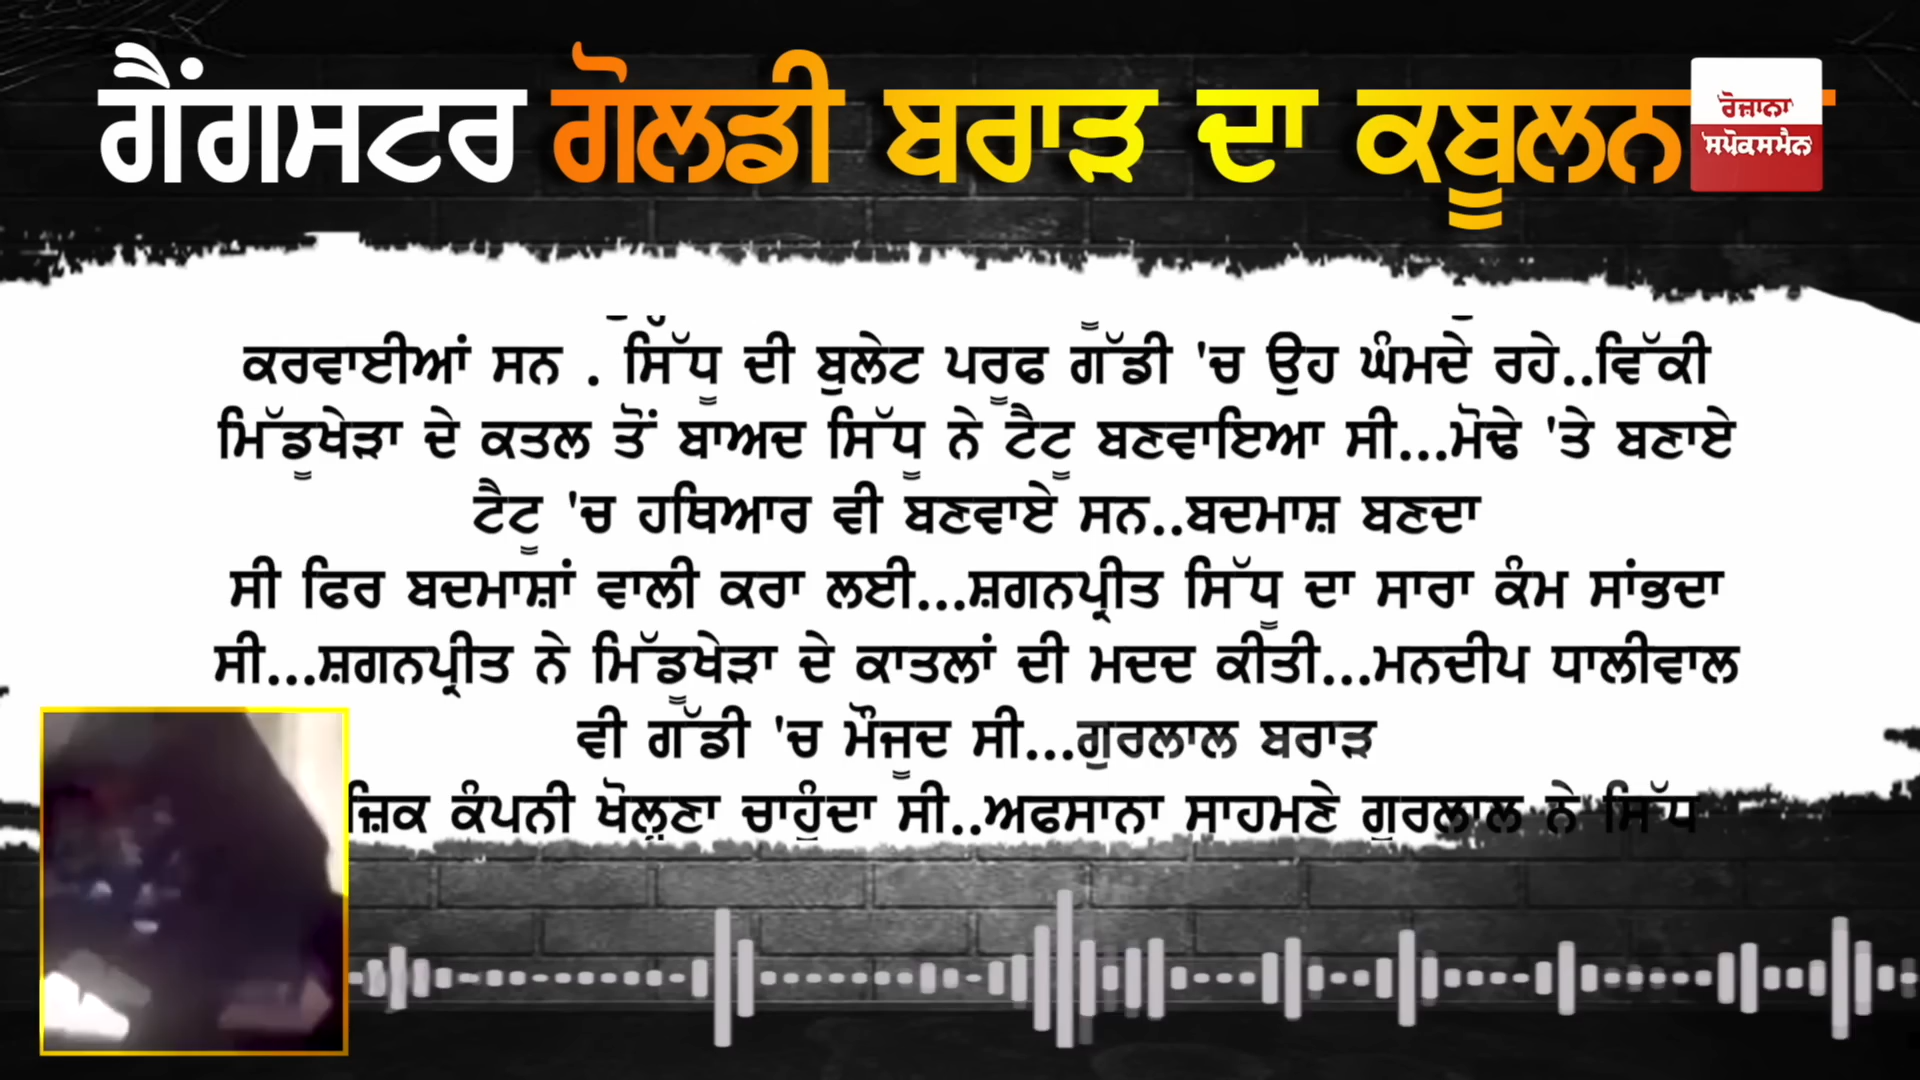 ਗੈਂਗਸਟਰ ਗੋਲਡੀ ਬਰਾੜ ਦਾ
ਰੋਜ਼ਾਨਾ
ਸਪੋਕਸਮੈਨ
ਕਰਵਾਈਆਂ ਸਨ . ਸਿੱਧੂ ਦੀ ਬੁਲੇਟ ਪਰੂਫ ਗੱਡੀ 'ਚ ਉਹ ਘੰਮਦੇ ਰਹੇ..ਵਿੱਕੀ
ਮਿੱਡੂਖੇੜਾ ਦੇ ਕਤਲ ਤੋਂ ਬਾਅਦ ਸਿੱਧੂ ਨੇ ਟੈਟੂ ਬਣਵਾਇਆ ਸੀ...ਮੋਢੇ 'ਤੇ ਬਣਾਏ
ਟੈਟੂ 'ਚ ਹਥਿਆਰ ਵੀ ਬਣਵਾਏ ਸਨ..ਬਦਮਾਸ਼ ਬਣਦਾ
ਸੀ ਫਿਰ ਬਦਮਾਸ਼ਾਂ ਵਾਲੀ ਕਰਾ ਲਈ...ਸ਼ਗਨਪ੍ਰੀਤ ਸਿੱਧੂ ਦਾ ਸਾਰਾ ਕੰਮ ਸਾਂਭਦਾ
ਸੀ...ਸ਼ਗਨਪ੍ਰੀਤ ਨੇ ਮਿੱਡੂਖੇੜਾ ਦੇ ਕਾਤਲਾਂ ਦੀ ਮਦਦ ਕੀਤੀ...ਮਨਦੀਪ ਧਾਲੀਵਾਲ
ਵੀ ਗੱਡੀ 'ਚ ਮੌਜੂਦ ਸੀ...ਗੁਰਲਾਲ ਬਰਾੜ
ਕੰਪਨੀ ਖੋਲ੍ਹਣਾ ਚਾਹੁੰਦਾ ਸੀ..ਅਫਸਾਨਾ ਸਾਹਮਣੇ ਗੁਰਲਾਲ ਨੇ